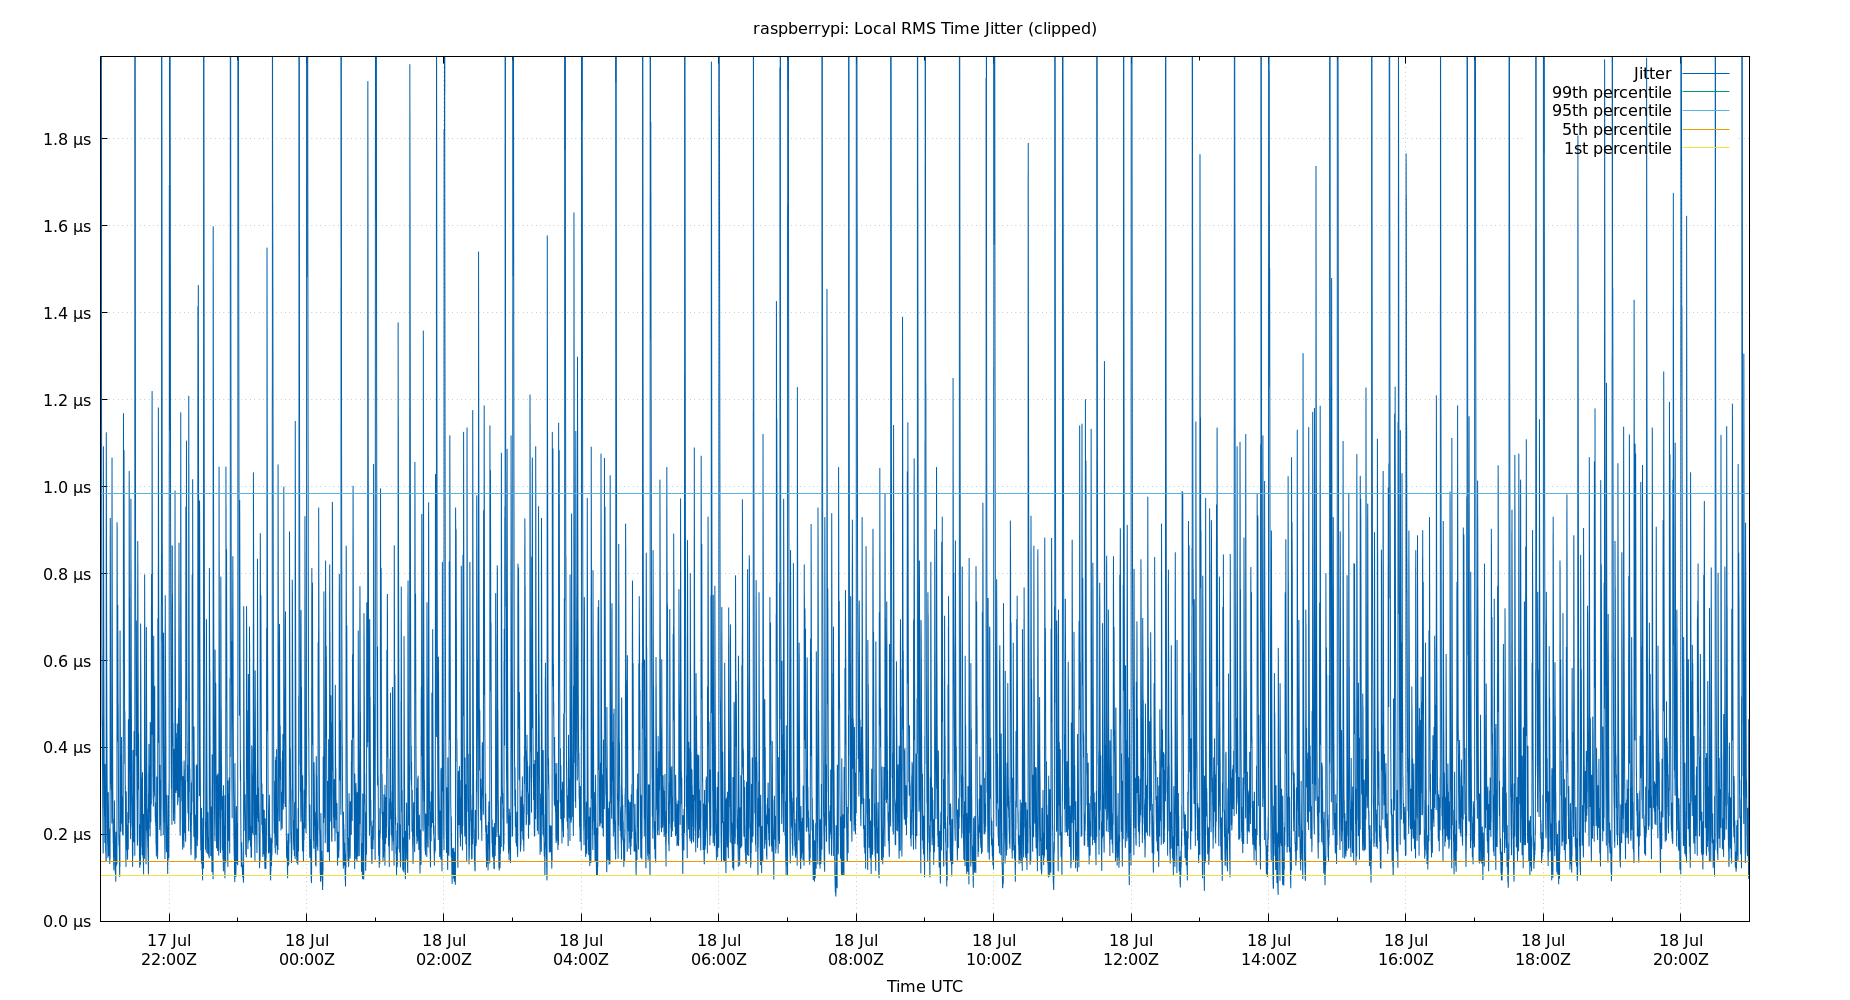 raspberrypi: Local RMS Time Jitter (clipped)
Jitter
99th percentile
95th percentile
5th percentile
1st percentile
1.8 μs
1.6 μs
1.4 μs
1.2 μs
1.0 μs
0.8 μs
0.6 μs
0.4 μs
0.2 μs
0.0 μs
17 Jul 18 Jul 18 Jul 18 Jul 18 Jul 18 Jul 18 Jul 18 Jul 18 Jul 18 Jul 18 Jul 18 Jul
22:00Z 00:00Z 02:00Z 04:00Z 06:00Z 08:00Z 10:00Z 12:00Z 14:00Z 16:00Z 18:00Z 20:00Z
Time UTC